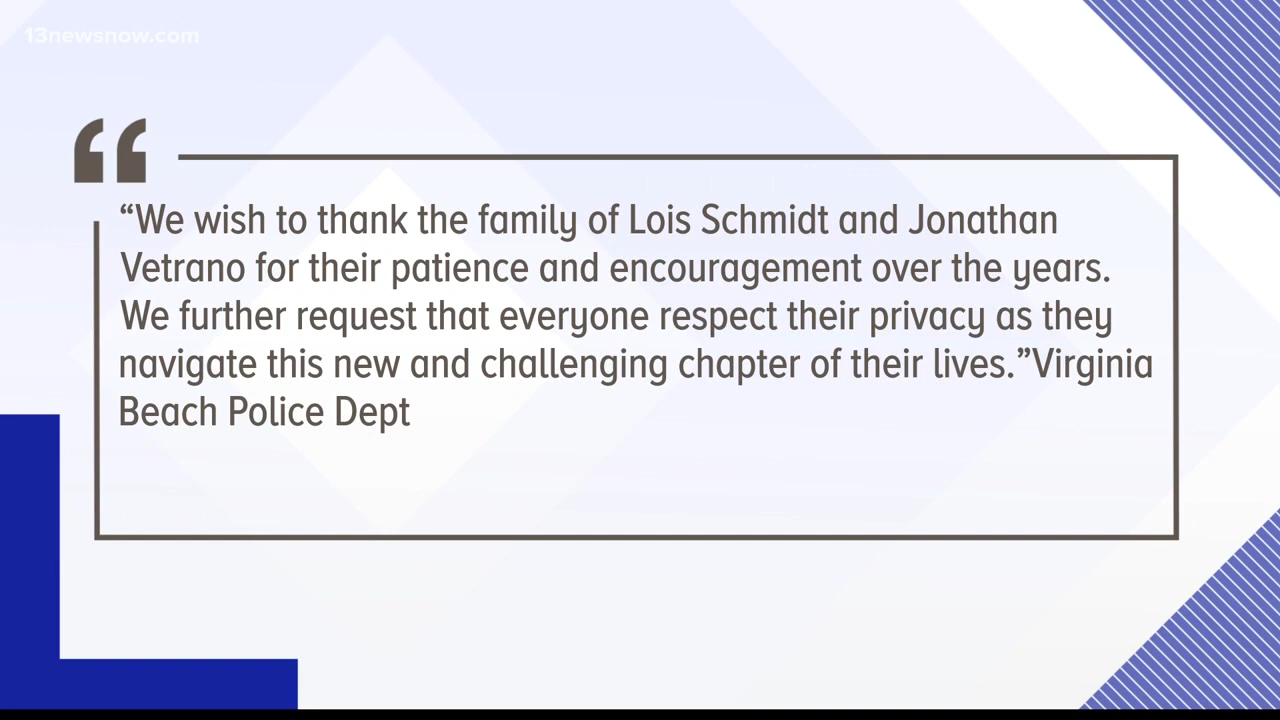 13newsnow.com
“We wish to thank the family of Lois Schmidt and Jonathan
Vetrano for their patience and encouragement over the years.
We further request that everyone respect their privacy as they
navigate this new and challenging chapter of their lives.”Virginia
Beach Police Dept